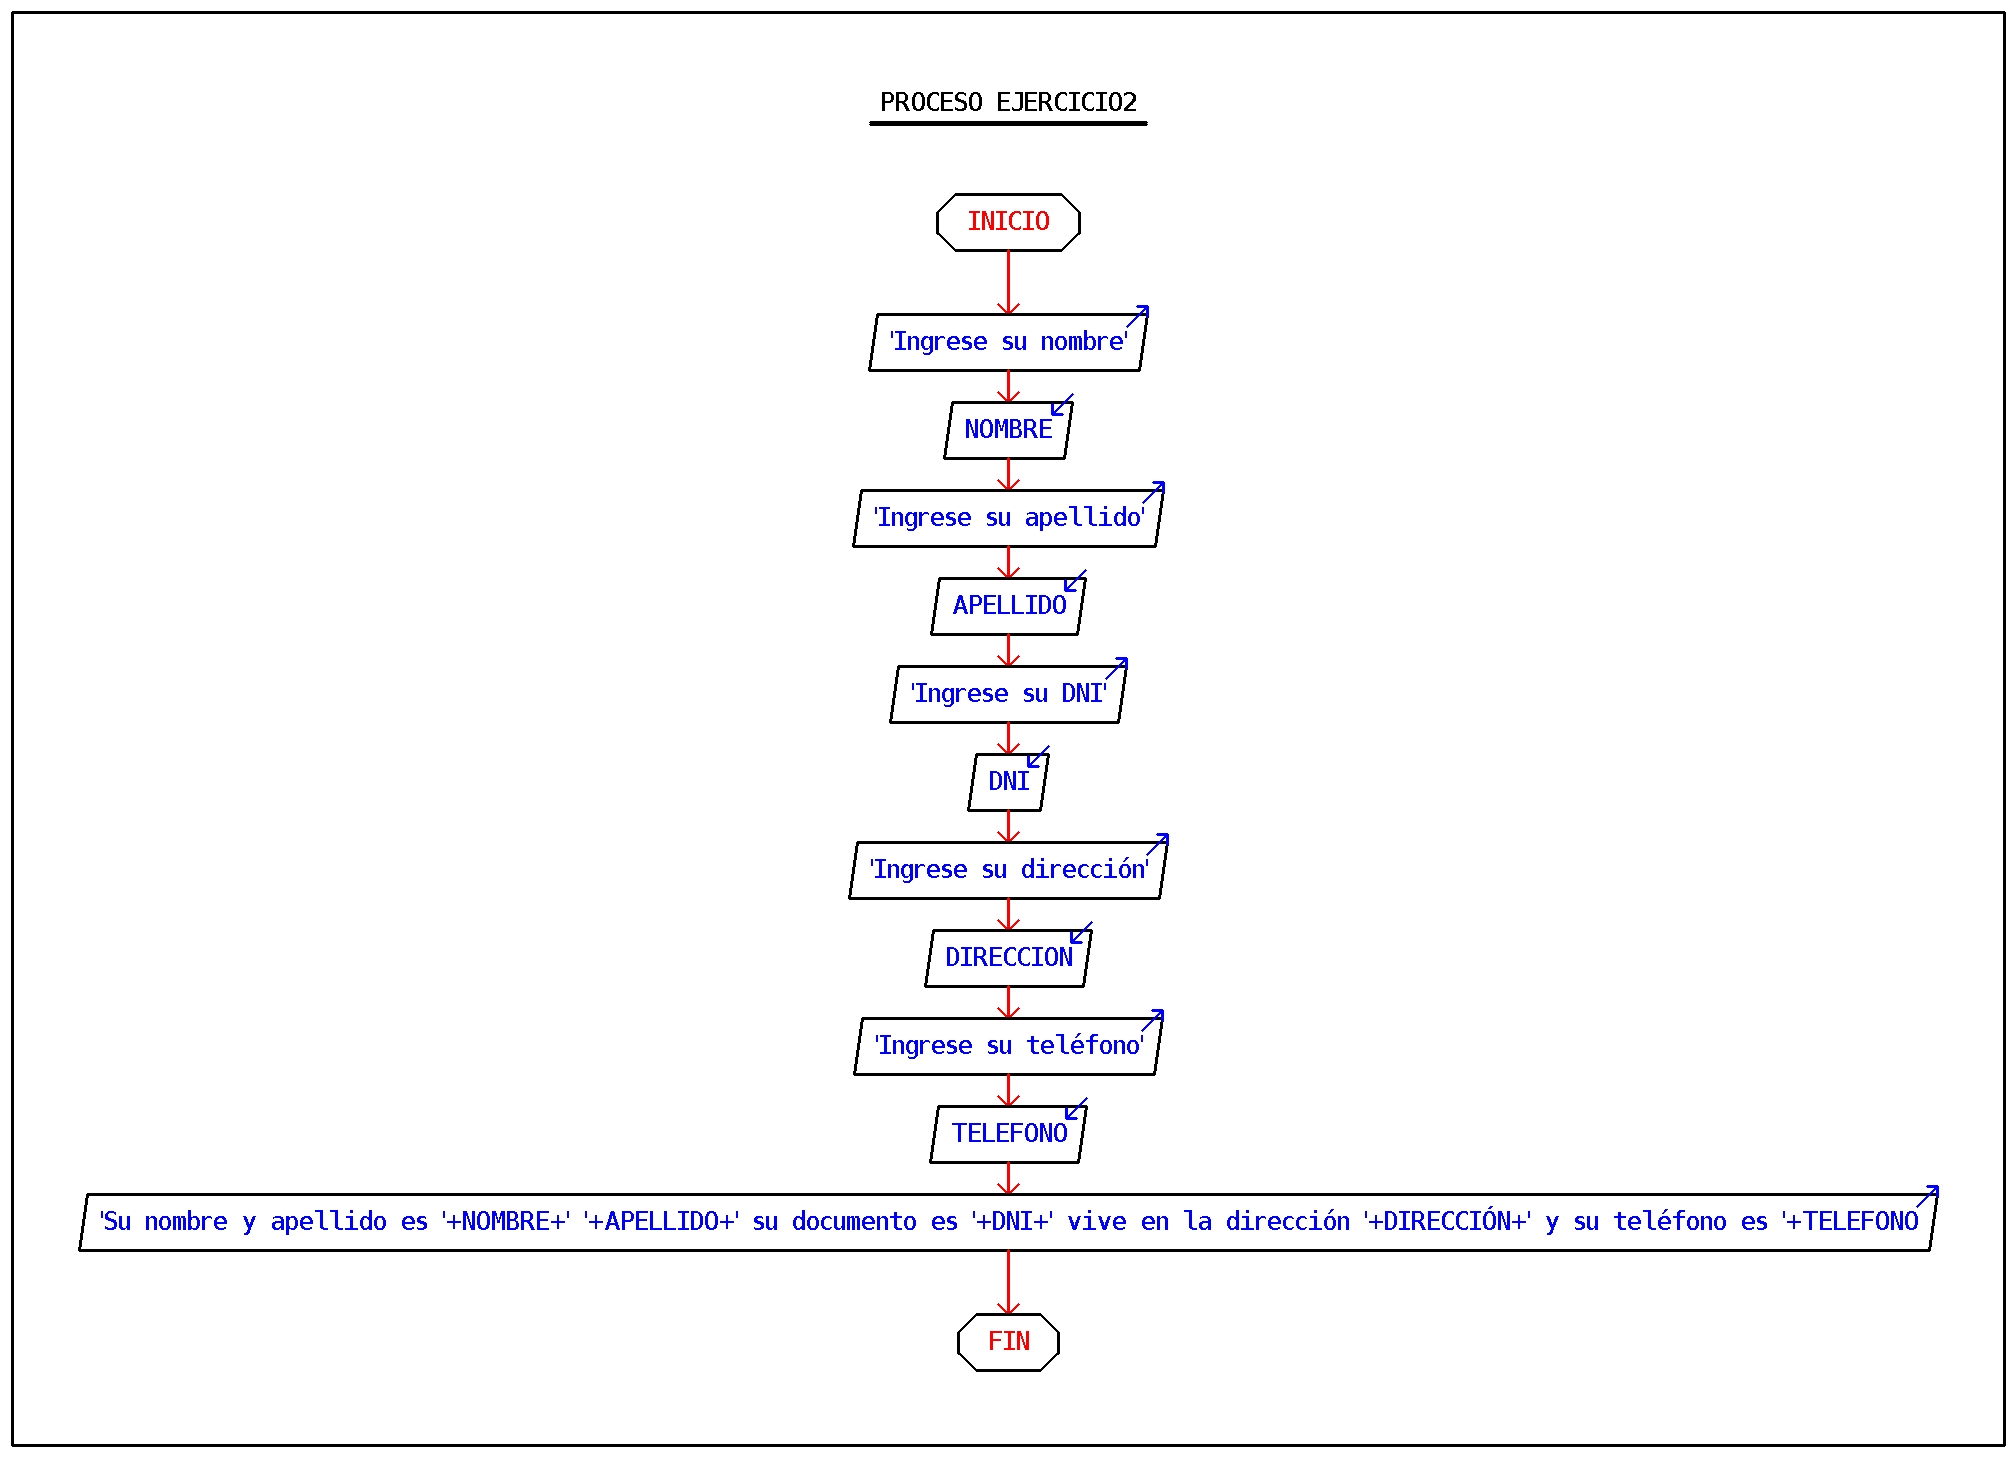 PROCESO EJERCICIO2
INICIO
'Ingrese su nombre'
NOMBRE
'Ingrese su apellido'
APELLIDO
'Ingrese su DNI'
DNI
'Ingrese su dirección'
DIRECCION
'Ingrese su teléfono'
TELEFONO
'Su nombre y apellido es '+NOMBRE+' '+APELLIDO+' su documento es '+DNI+' vive en la dirección '+DIRECCIÓN+' y su teléfono es '+TELEFONO
FIN